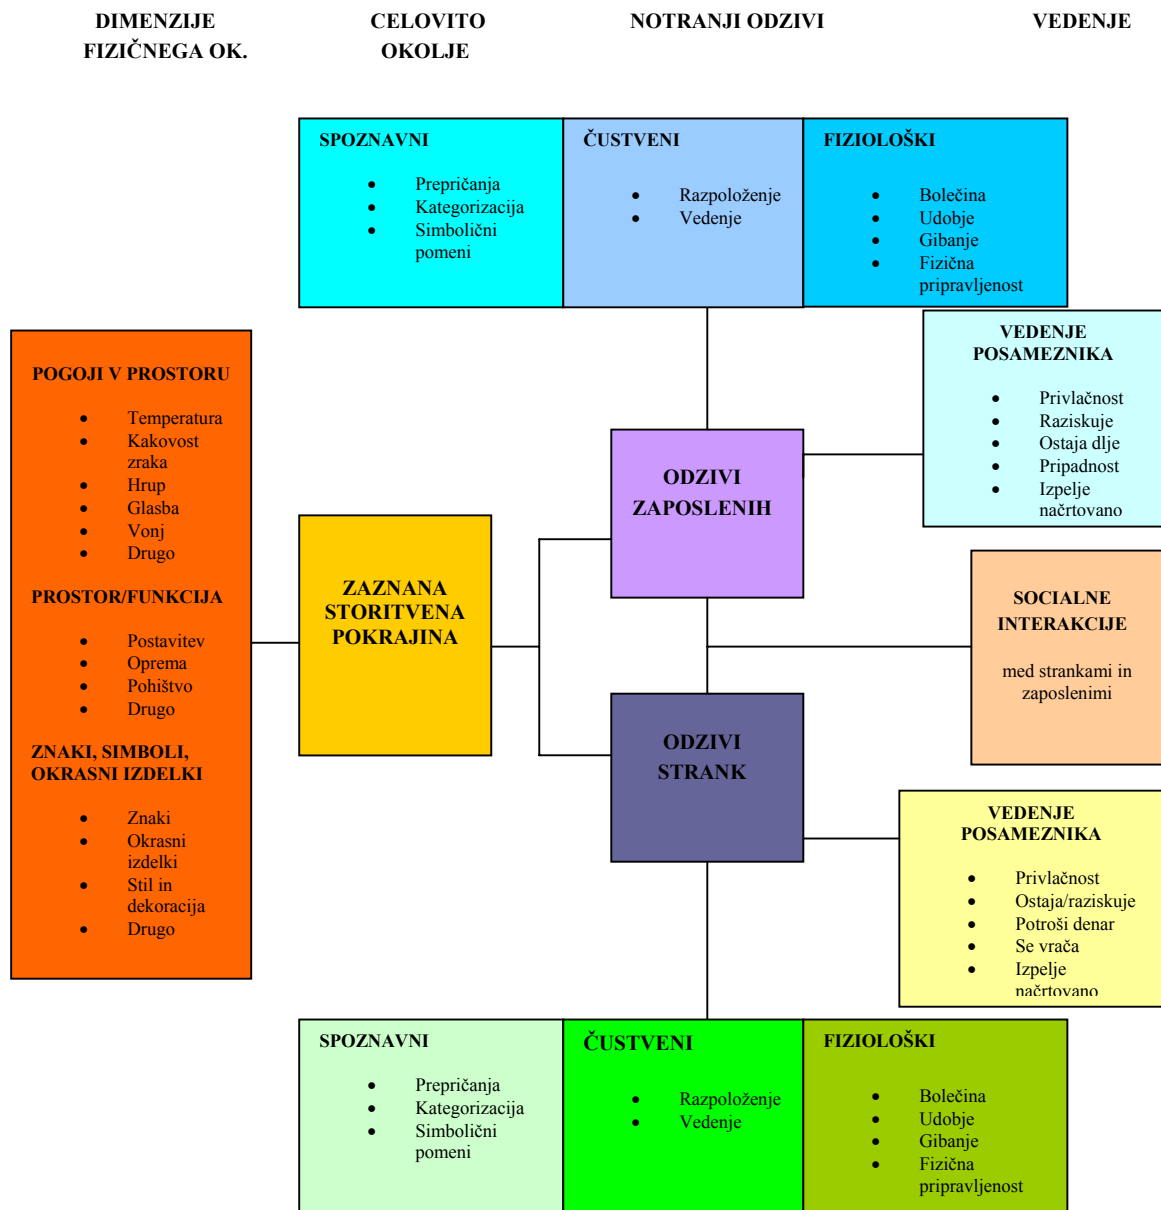 DIMENZIJE
FIZIČNEGA OK.
CELOVITO
OKOLJE
NOTRANJI ODZIVI
VEDENJE
SPOZNAVNI
• Prepričanja
• Kategorizacija
• Simbolični
pomeni
ČUSTVENI
• Razpoloženje
• Vedenje
FIZIOLOŠKI
• Bolečina
• Udobje
• Gibanje
• Fizična
pripravljenost
POGOJI V PROSTORU
• Temperatura
• Kakovost
zraka
• Hrup
• Glasba
• Vonj
• Drugo
PROSTOR/FUNKCIJA
• Postavitev
• Oprema
• Pohištvo
• Drugo
ZNAKI, SIMBOLI,
OKRASNI IZDELKI
• Znaki
• Okrasni
izdelki
• Stil in
dekoracija
• Drugo
ZAZNANA
STORITVENA
POKRAJINA
ODZIVI
ZAPOSLENIH
ODZIVI
STRANK
VEDENJE
POSAMEZNIKA
• Privlačnost
• Raziskuje
• Ostaja dlje
• Pripadnost
• Izpelje
načrtovano
SOCIALNE
INTERAKCIJE
med strankami in
zaposlenimi
VEDENJE
POSAMEZNIKA
• Privlačnost
• Ostaja/raziskuje
• Potroši denar
• Se vrača
• Izpelje
načrtovano
SPOZNAVNI
• Prepričanja
• Kategorizacija
• Simbolični
pomeni
ČUSTVENI
• Razpoloženje
• Vedenje
FIZIOLOŠKI
• Bolečina
• Udobje
• Gibanje
• Fizična
pripravljenost